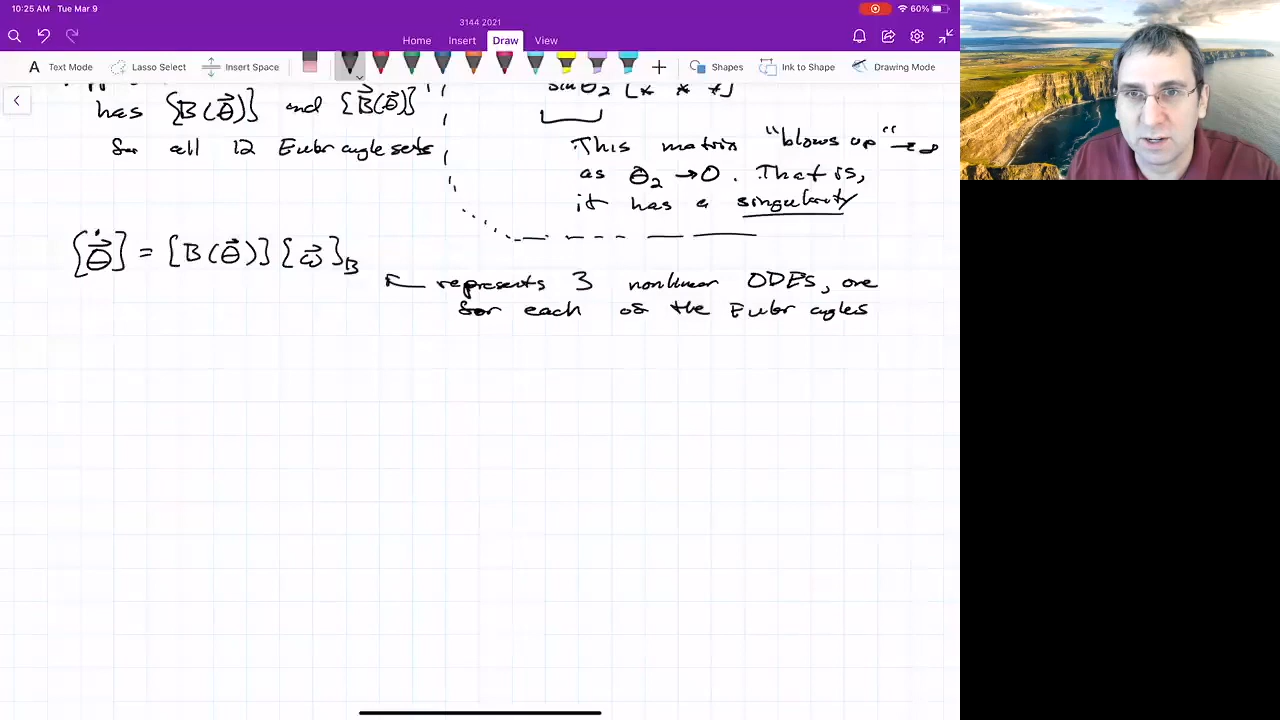 10:25 AM Tue Mar 9
60%
3144 2021
Home Insert Draw View
Text Mode Lasso Select Insert Space Shapes Ink to Shape Drawing Mode
has [B(θ⃗)] and [B⃗(θ⃗)]
for all 12 Euler angle sets
sinθ₂ [* * *]
This matrix "blows up" → ∞
as θ₂ → 0. That is,
it has a singularity
[θ⃗̇] = [B(θ⃗)] [ω⃗]_B
represents 3 nonlinear ODEs, one
for each of the Euler angles